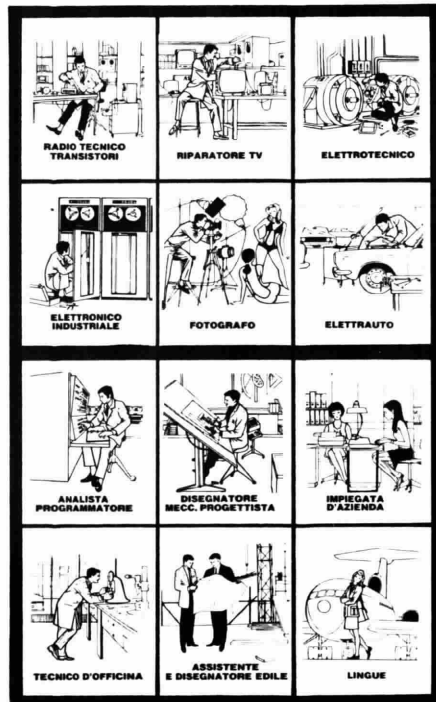 RADIO TECNICO
TRANSISTORI
RIPARATORE TV
ELETTROTECNICO
ELETTRONICO
INDUSTRIALE
FOTOGRAFO
ELETTRAUTO
ANALISTA
PROGRAMMATORE
DISEGNATORE
MECC. PROGETTISTA
IMPIEGATA
D'AZIENDA
TECNICO D'OFFICINA
ASSISTENTE
E DISEGNATORE EDILE
LINGUE